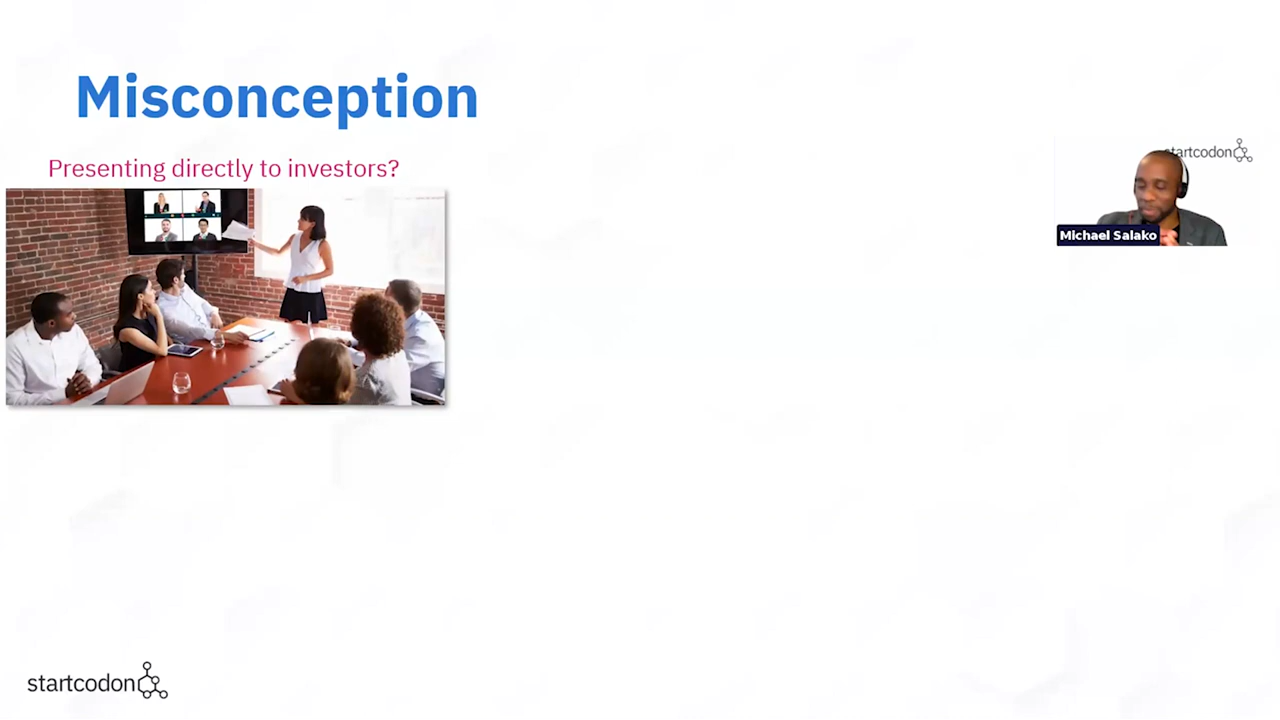 Misconception
Presenting directly to investors?
startcodon
Michael Salako
startcodon